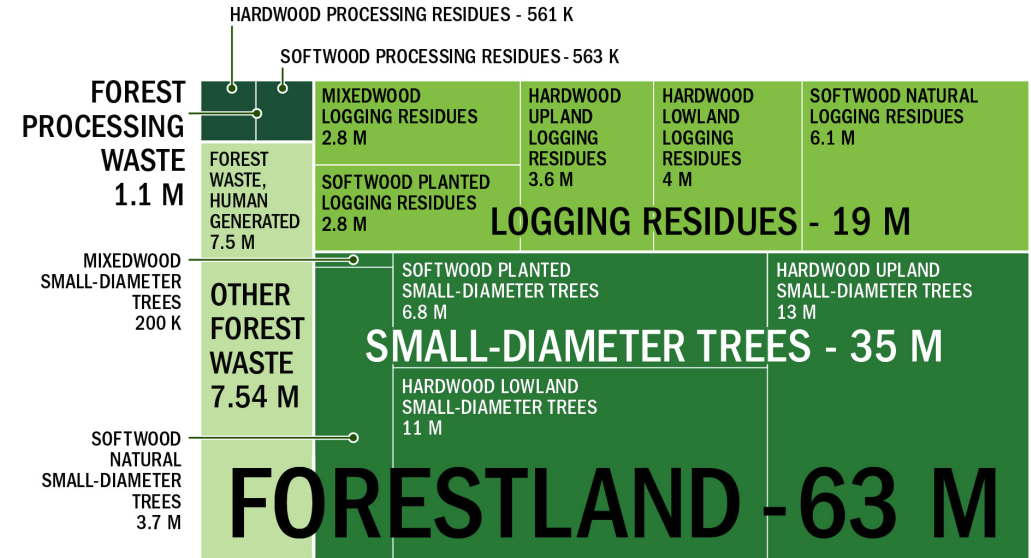 HARDWOOD PROCESSING RESIDUES - 561 K
SOFTWOOD PROCESSING RESIDUES - 563 K
FOREST
PROCESSING
WASTE
1.1 M
MIXEDWOOD
LOGGING RESIDUES
2.8 M
HARDWOOD
UPLAND
LOGGING
RESIDUES
3.6 M
HARDWOOD
LOWLAND
LOGGING
RESIDUES
4 M
SOFTWOOD NATURAL
LOGGING RESIDUES
6.1 M
FOREST
WASTE,
HUMAN
GENERATED
7.5 M
SOFTWOOD PLANTED
LOGGING RESIDUES
2.8 M
LOGGING RESIDUES - 19 M
MIXEDWOOD
SMALL-DIAMETER
TREES
200 K
OTHER
FOREST
WASTE
7.54 M
SOFTWOOD PLANTED
SMALL-DIAMETER TREES
6.8 M
HARDWOOD UPLAND
SMALL-DIAMETER TREES
13 M
SMALL-DIAMETER TREES - 35 M
HARDWOOD LOWLAND
SMALL-DIAMETER TREES
11 M
SOFTWOOD
NATURAL
SMALL-DIAMETER
TREES
3.7 M
FORESTLAND - 63 M